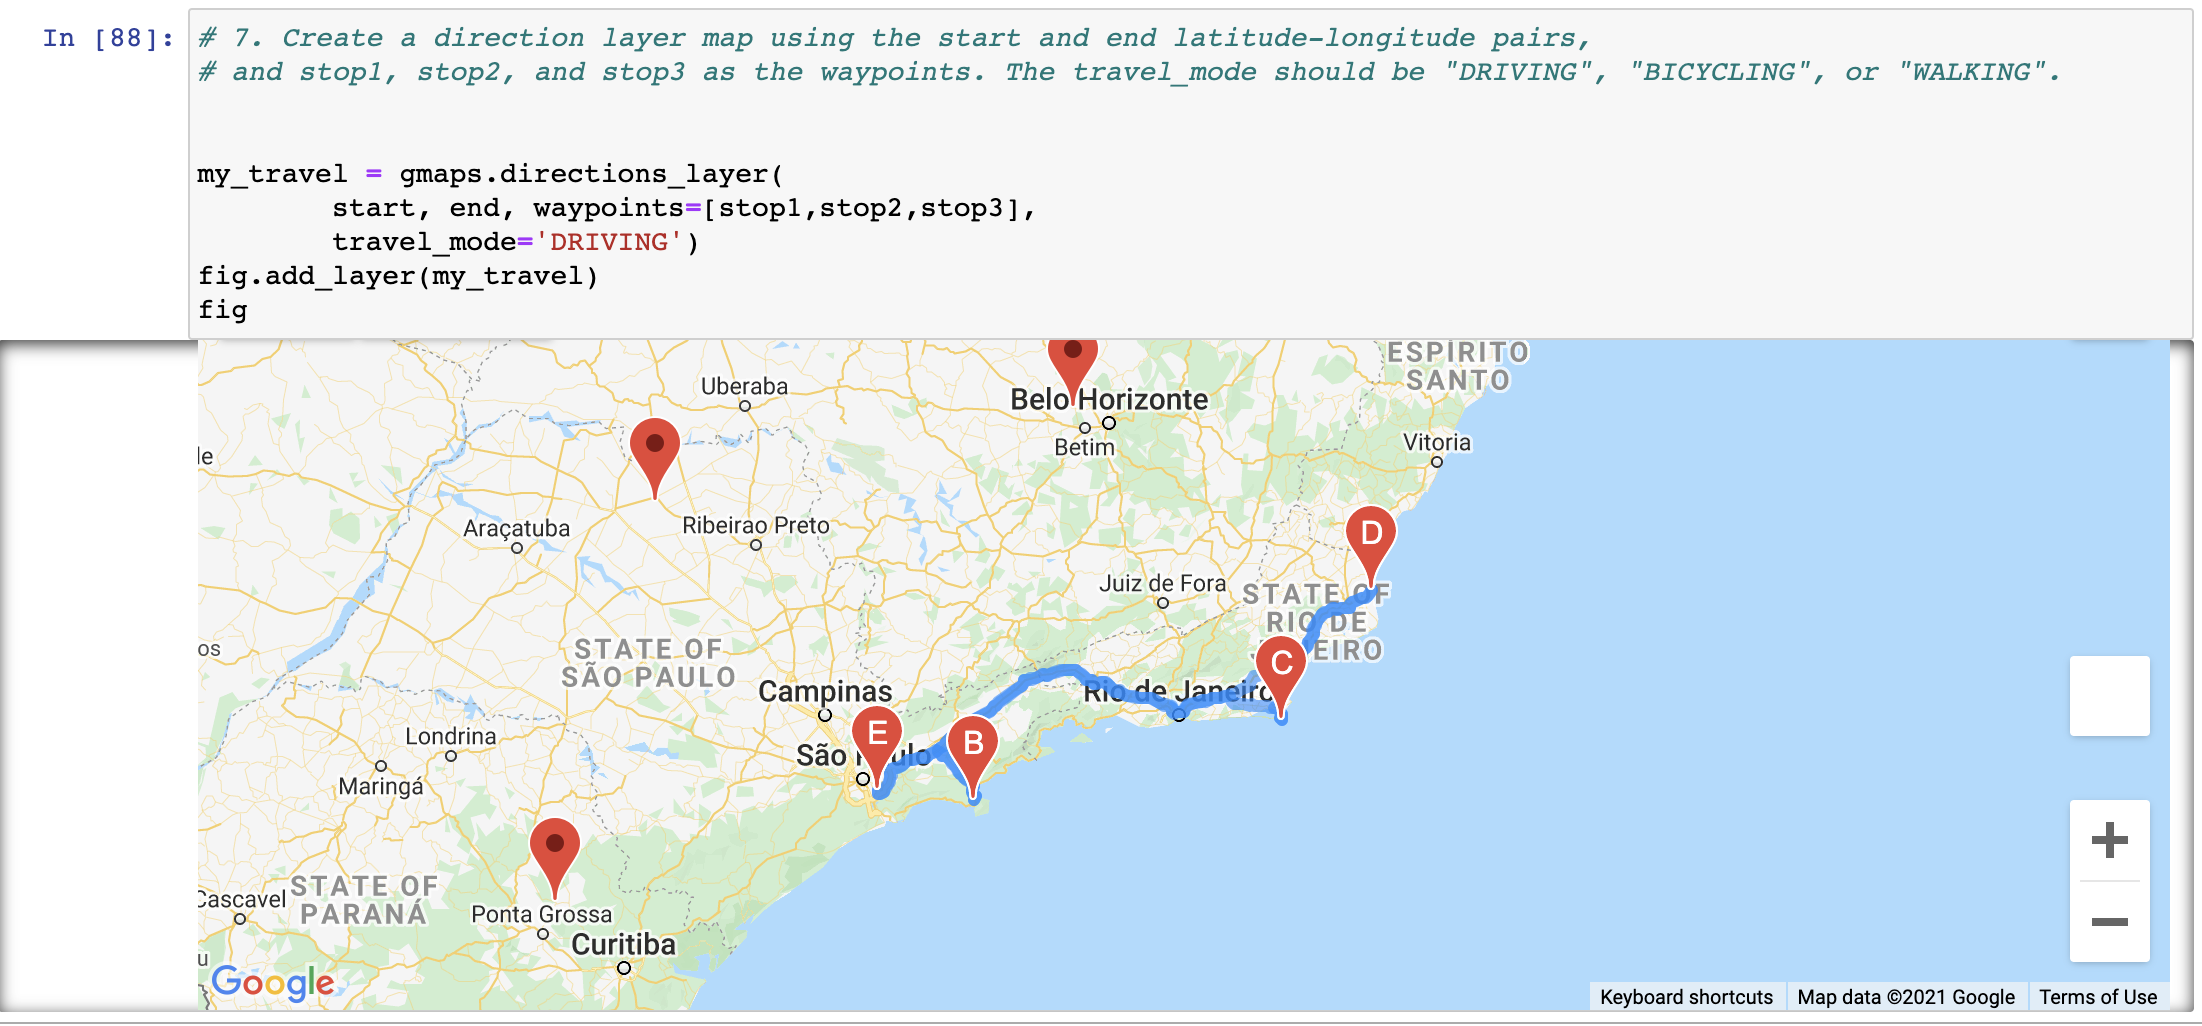 In [88]:
# 7. Create a direction layer map using the start and end latitude-longitude pairs,
# and stop1, stop2, and stop3 as the waypoints. The travel_mode should be "DRIVING", "BICYCLING", or "WALKING".
my_travel = gmaps.directions_layer(
        start, end, waypoints=[stop1,stop2,stop3],
        travel_mode='DRIVING')
fig.add_layer(my_travel)
fig
ESPÍRITO
SANTO
Uberaba
Belo Horizonte
Betim
Vitoria
le
Araçatuba
Ribeirao Preto
D
Juiz de Fora
STATE OF
RIO DE
EIRO
os
STATE OF
SÃO PAULO
C
Campinas
Rio de Janeiro
E
B
Londrina
São Paulo
Maringá
STATE OF
PARANÁ
Cascavel
Ponta Grossa
Curitiba
u
Google
Keyboard shortcuts
Map data ©2021 Google
Terms of Use